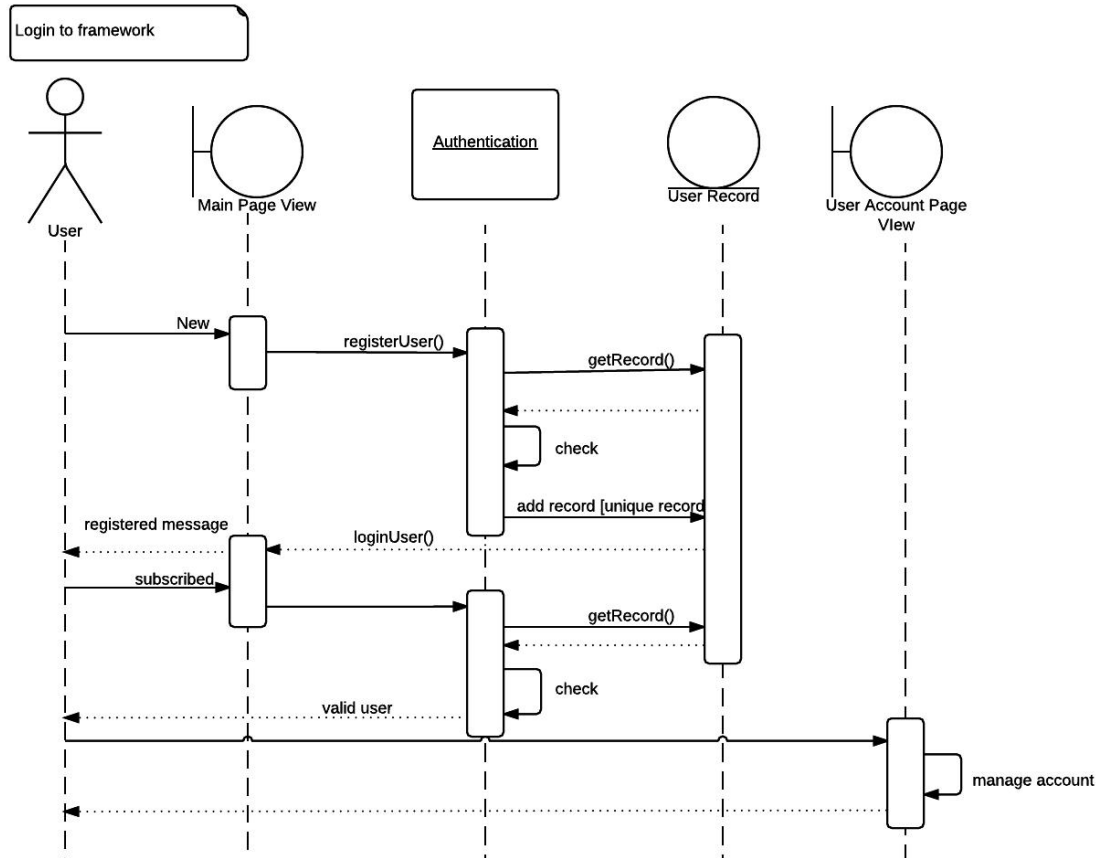 Login to framework
Authentication
User Record
Main Page View
User Account Page
VIew
User
New
registerUser()
getRecord()
check
add record [unique record
registered message
loginUser()
subscribed
getRecord()
check
valid user
manage account